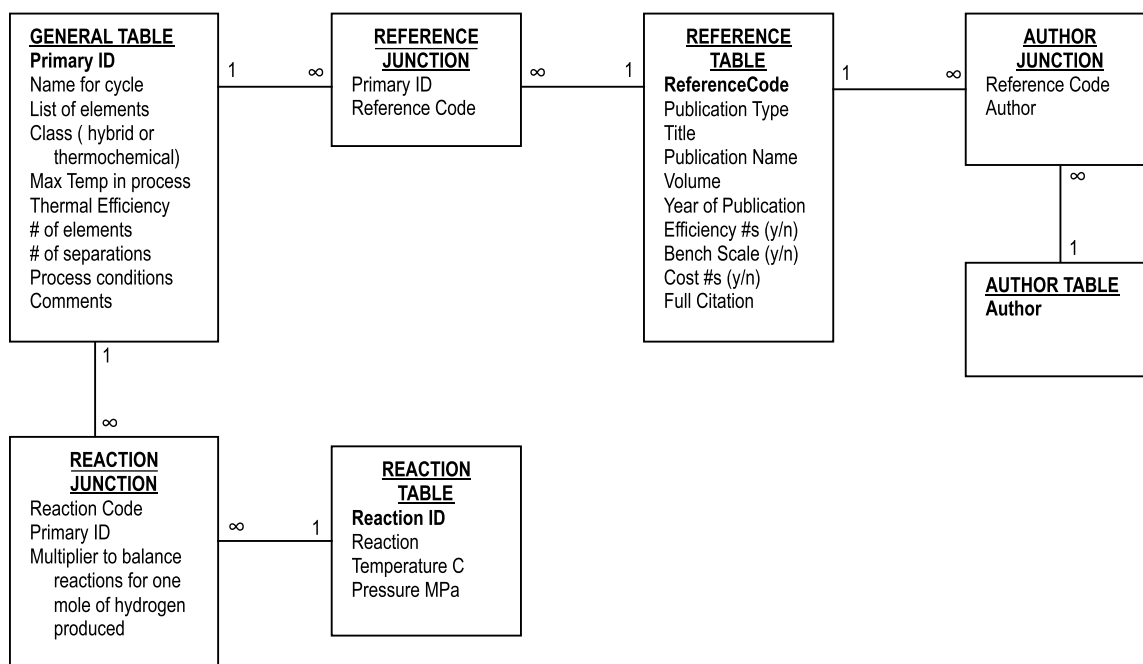 GENERAL TABLE
Primary ID
Name for cycle
List of elements
Class ( hybrid or
thermochemical)
Max Temp in process
Thermal Efficiency
# of elements
# of separations
Process conditions
Comments
1
∞
REFERENCE
JUNCTION
Primary ID
Reference Code
∞
1
REFERENCE
TABLE
ReferenceCode
Publication Type
Title
Publication Name
Volume
Year of Publication
Efficiency #s (y/n)
Bench Scale (y/n)
Cost #s (y/n)
Full Citation
1
∞
AUTHOR
JUNCTION
Reference Code
Author
∞
1
AUTHOR TABLE
Author
1
∞
REACTION
JUNCTION
Reaction Code
Primary ID
Multiplier to balance
reactions for one
mole of hydrogen
produced
∞
1
REACTION
TABLE
Reaction ID
Reaction
Temperature C
Pressure MPa